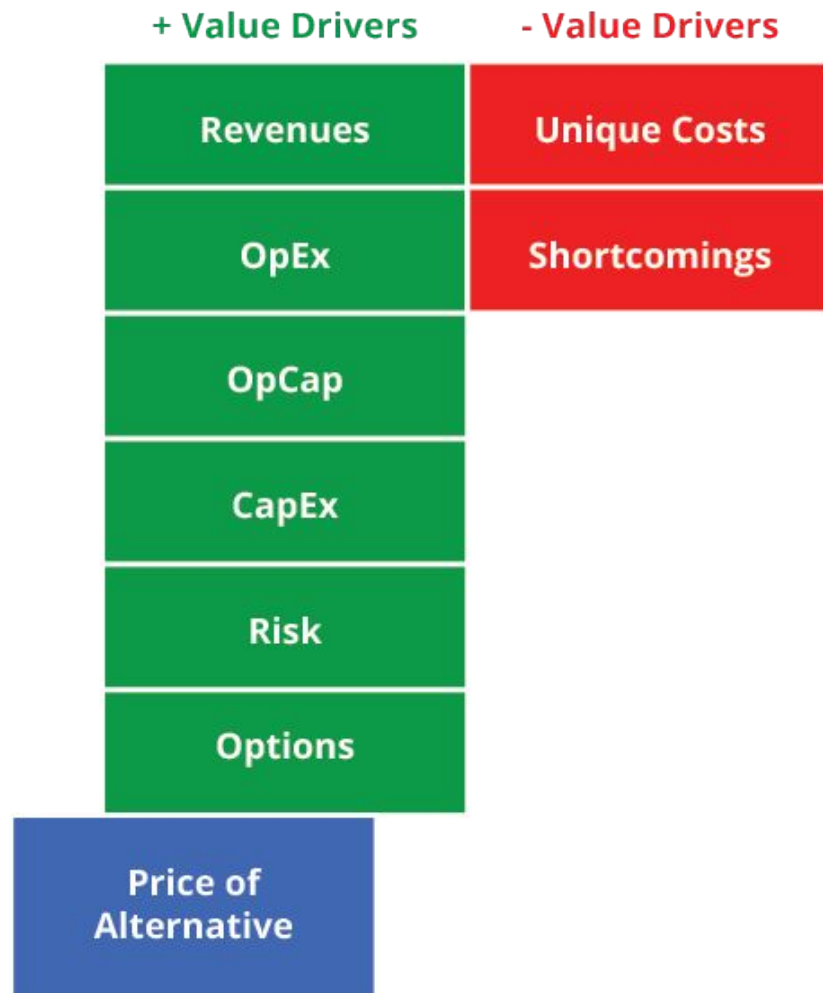 + Value Drivers
- Value Drivers
Revenues
Unique Costs
OpEx
Shortcomings
OpCap
CapEx
Risk
Options
Price of
Alternative